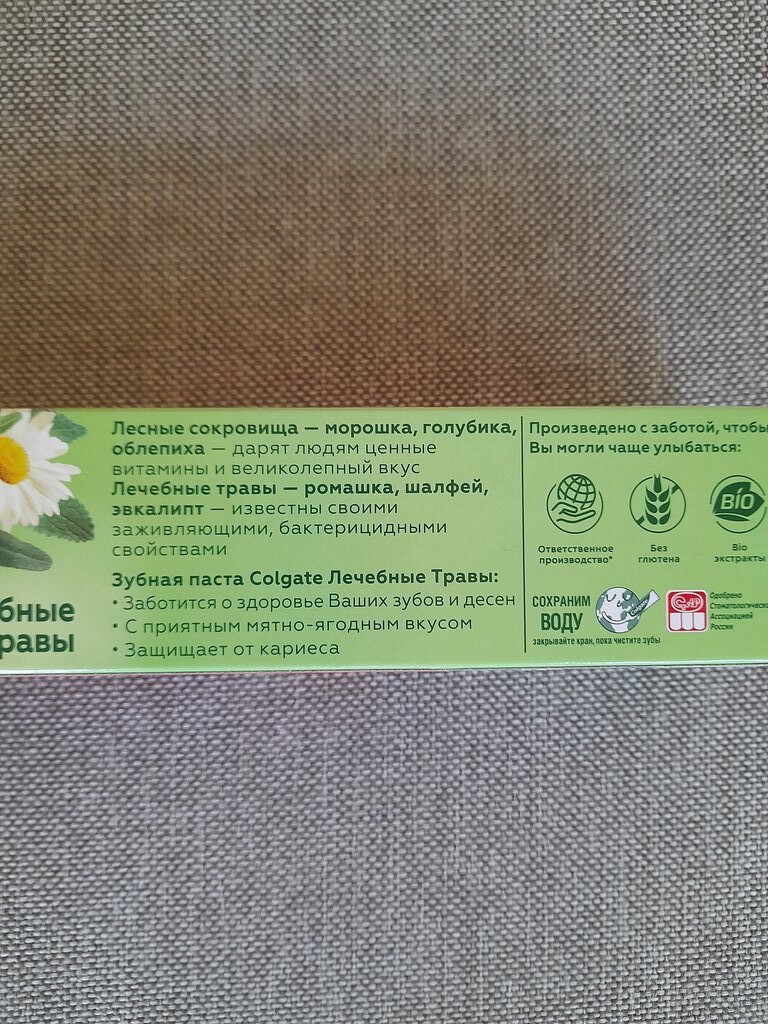 Лесные сокровища — морошка, голубика,
облепиха — дарят людям ценные
витамины и великолепный вкус
Лечебные травы — ромашка, шалфей,
эвкалипт — известны своими
заживляющими, бактерицидными
свойствами
Зубная паста Colgate Лечебные Травы:
• Заботится о здоровье Ваших зубов и десен
• С приятным мятно-ягодным вкусом
• Защищает от кариеса
бные
равы
Произведено с заботой, чтобы
Вы могли чаще улыбаться:
BIO
Ответственное
производство*
Без
глютена
Bio
экстракты
СОХРАНИМ
ВОДУ
закрывайте кран, пока чистите зубы
Colgate
Одобрено
Стоматологическо
Ассоциацией
России